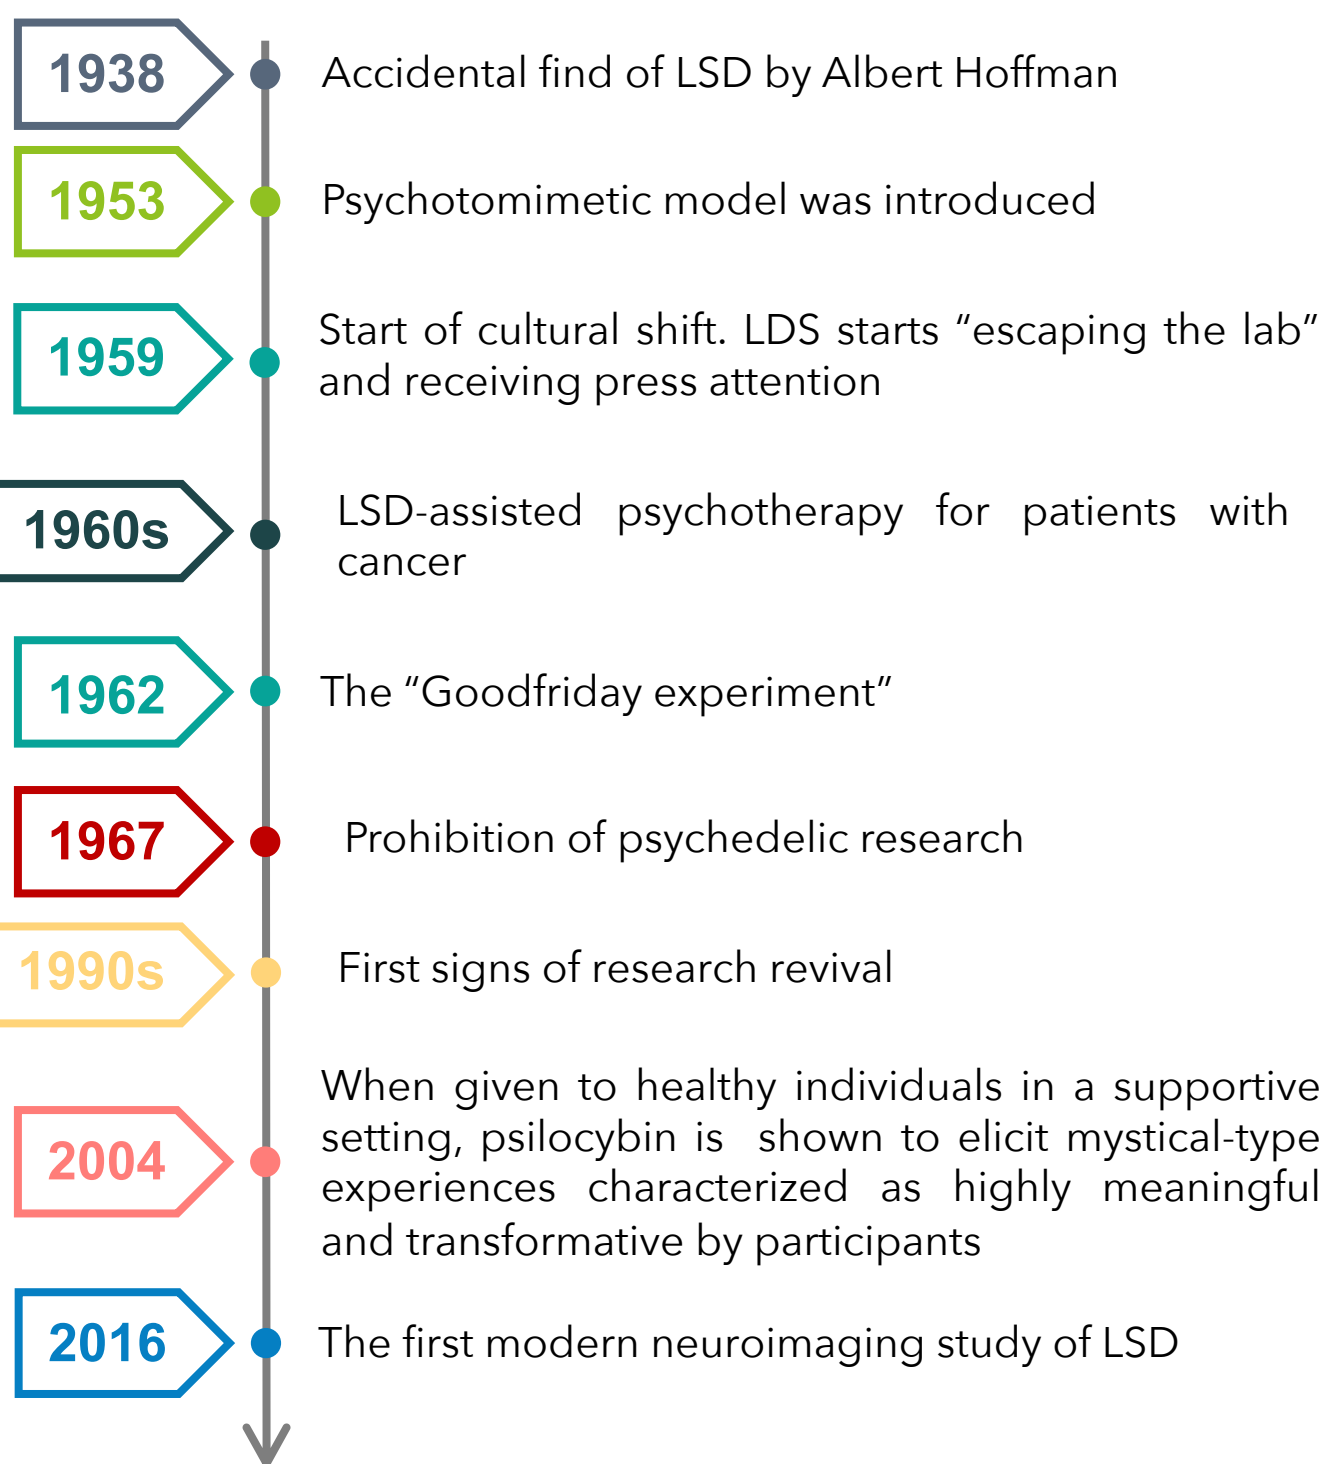 1938
Accidental find of LSD by Albert Hoffman
1953
Psychotomimetic model was introduced
1959
Start of cultural shift. LDS starts “escaping the lab”
and receiving press attention
1960s
LSD-assisted psychotherapy for patients with
cancer
1962
The “Goodfriday experiment”
1967
Prohibition of psychedelic research
1990s
First signs of research revival
2004
When given to healthy individuals in a supportive
setting, psilocybin is shown to elicit mystical-type
experiences characterized as highly meaningful
and transformative by participants
2016
The first modern neuroimaging study of LSD